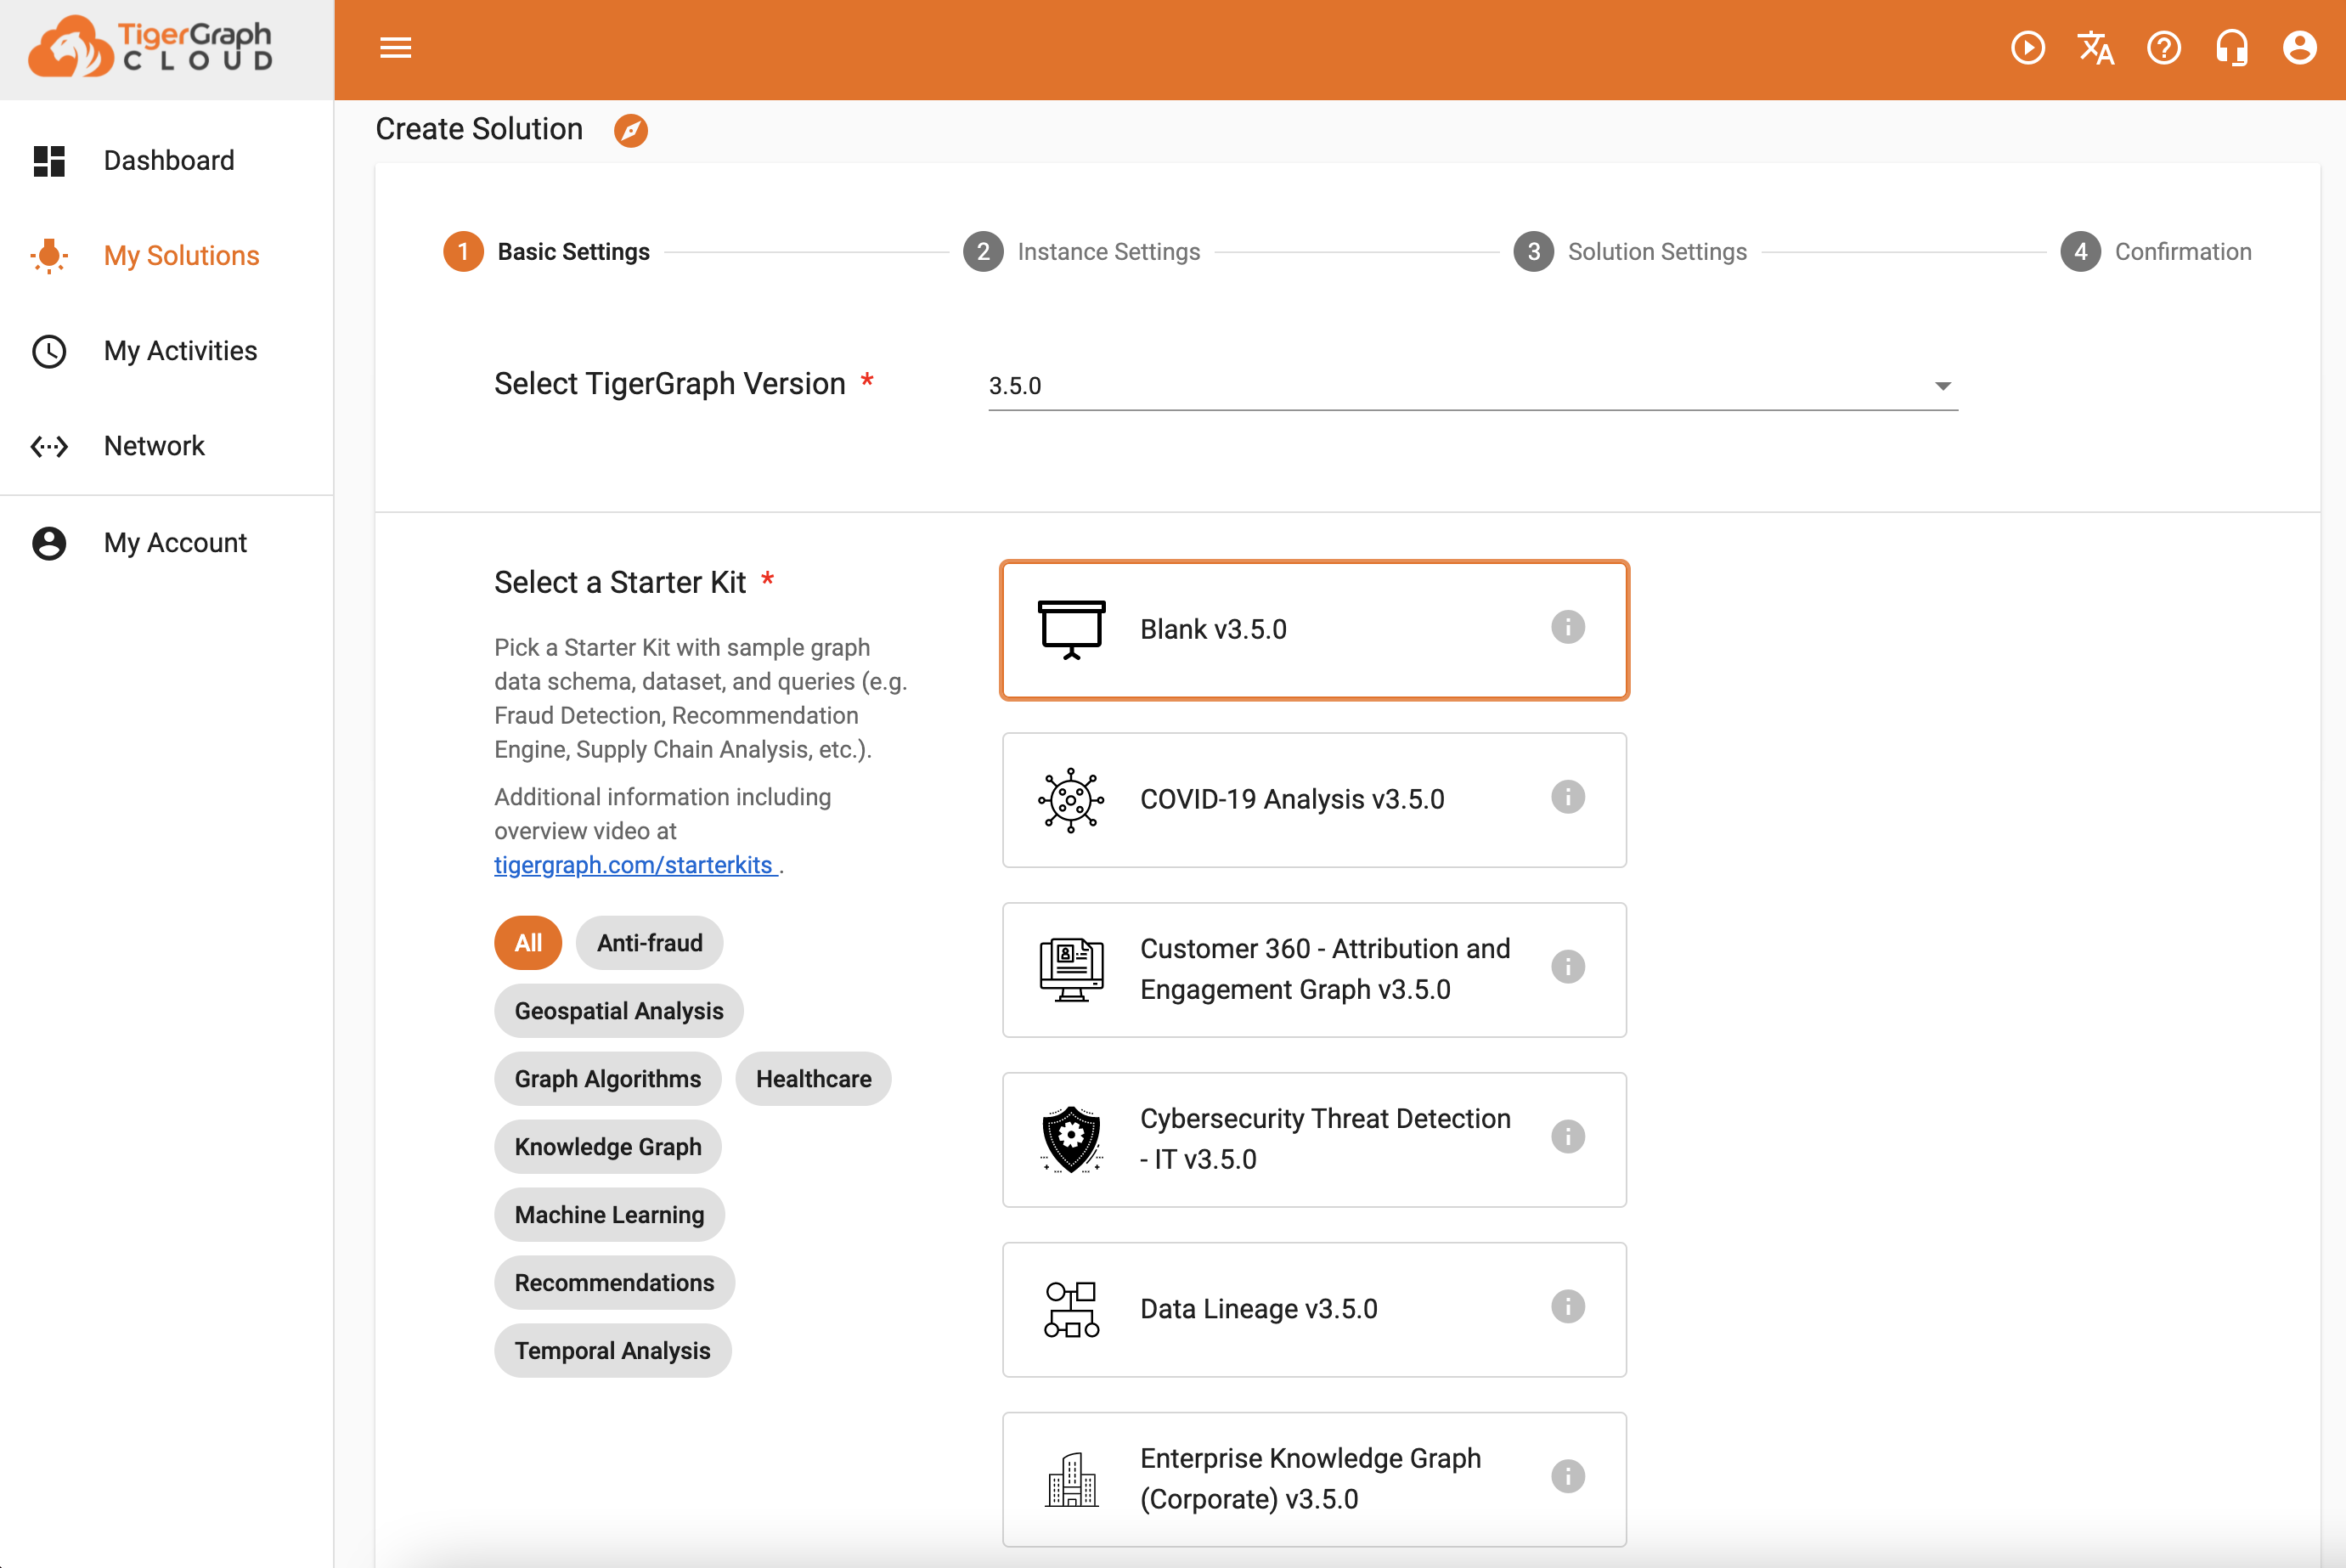 TigerGraph
CLOUD
Dashboard
My Solutions
My Activities
Network
My Account
Create Solution
1 Basic Settings
2 Instance Settings
3 Solution Settings
4 Confirmation
Select TigerGraph Version *
3.5.0
Select a Starter Kit *
Pick a Starter Kit with sample graph
data schema, dataset, and queries (e.g.
Fraud Detection, Recommendation
Engine, Supply Chain Analysis, etc.).
Additional information including
overview video at
tigergraph.com/starterkits .
All
Anti-fraud
Geospatial Analysis
Graph Algorithms
Healthcare
Knowledge Graph
Machine Learning
Recommendations
Temporal Analysis
Blank v3.5.0
COVID-19 Analysis v3.5.0
Customer 360 - Attribution and
Engagement Graph v3.5.0
Cybersecurity Threat Detection
- IT v3.5.0
Data Lineage v3.5.0
Enterprise Knowledge Graph
(Corporate) v3.5.0